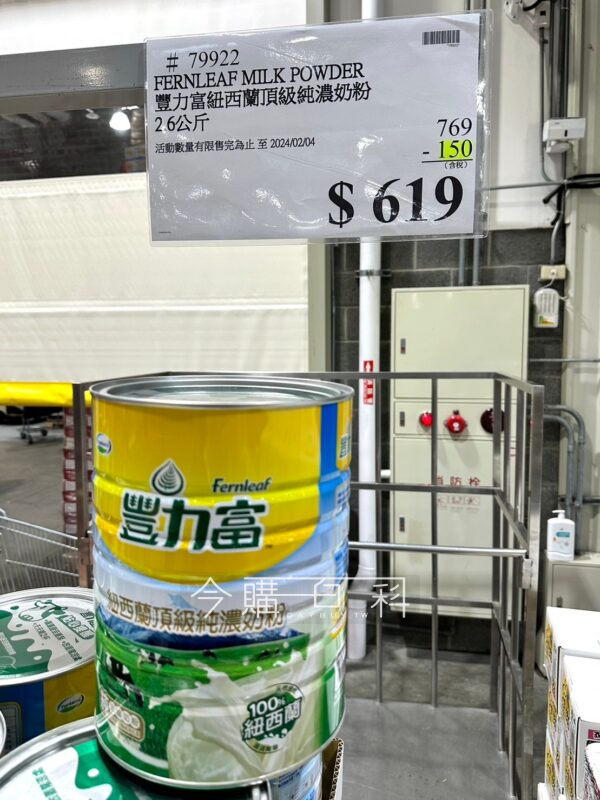 # 79922
FERNLEAF MILK POWDER
豐力富紐西蘭頂級純濃奶粉
2.6公斤
活動數量有限售完為止 至 2024/02/04
769
- 150
(含稅)
$ 619
Fernleaf
豐力富
紐西蘭頂級純濃奶粉
今購百科
100%
紐西蘭
消防栓